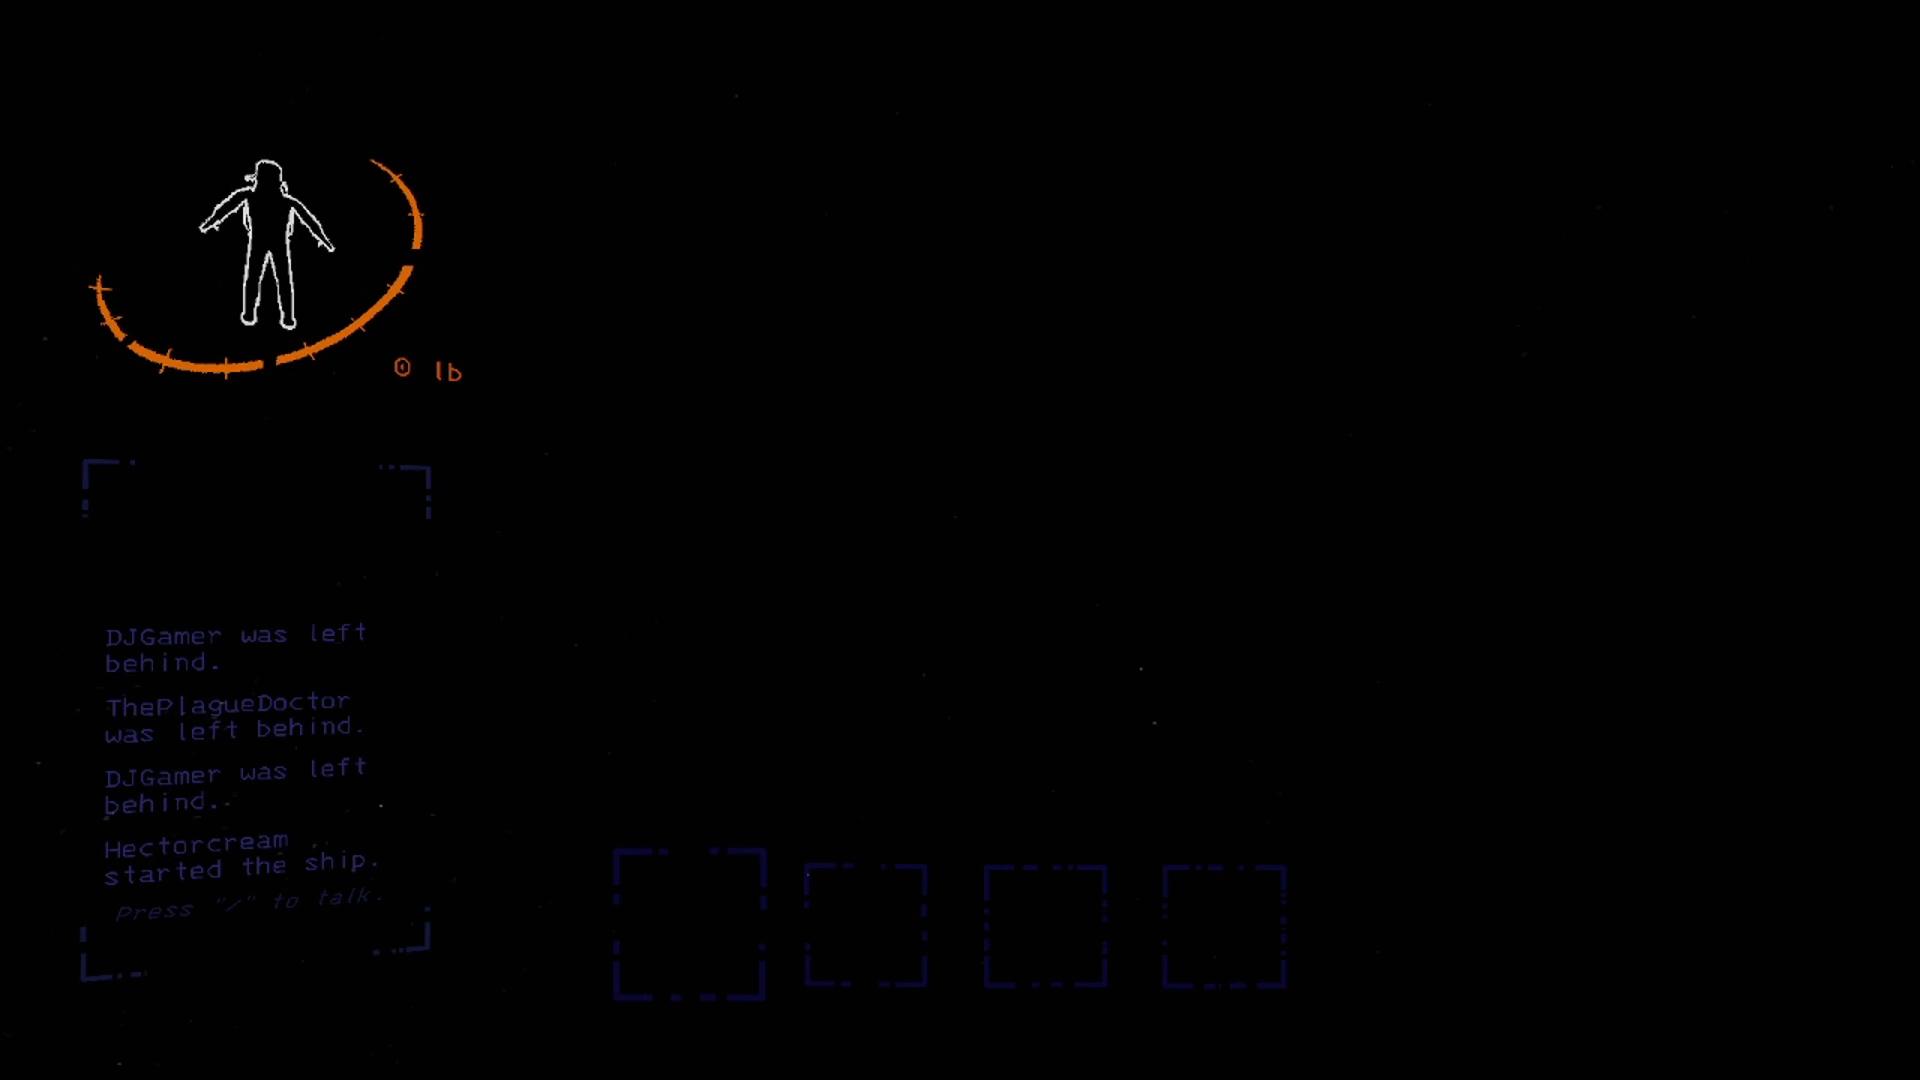 0 lb
DJGamer was left
behind.
ThePlagueDoctor
was left behind.
DJGamer was left
behind.
Hectorcream
started the ship.
Press "/" to talk.